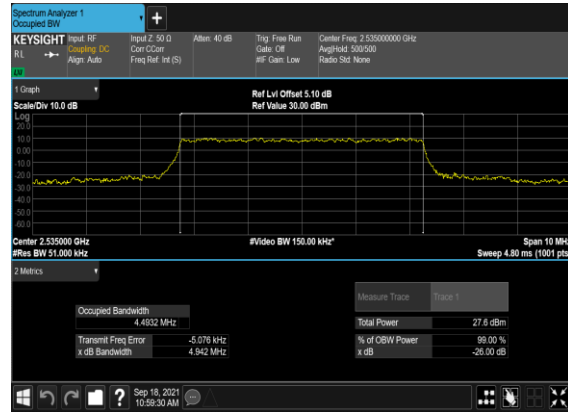 Spectrum Analyzer 1
Occupied BW
+
KEYSIGHT Input: RF Input Z: 50 Ω Atten: 40 dB Trig: Free Run Center Freq: 2.535000000 GHz
RL Coupling: DC Corr CCorr Gate: Off Avg|Hold: 500/500
Align: Auto Freq Ref: Int (S) #IF Gain: Low Radio Std: None
LW
1 Graph
Ref Lvl Offset 5.10 dB
Scale/Div 10.0 dB Ref Value 30.00 dBm
Log
20.0
10.0
0.00
-10.0
-20.0
-30.0
-40.0
-50.0
-60.0
Center 2.535000 GHz #Video BW 150.00 kHz* Span 10 MHz
#Res BW 51.000 kHz Sweep 4.80 ms (1001 pts)
2 Metrics
Measure Trace Trace 1
Occupied Bandwidth
4.4932 MHz
Total Power 27.6 dBm
Transmit Freq Error -5.076 kHz % of OBW Power 99.00 %
x dB Bandwidth 4.942 MHz x dB -26.00 dB
? Sep 18, 2021
10:59:30 AM